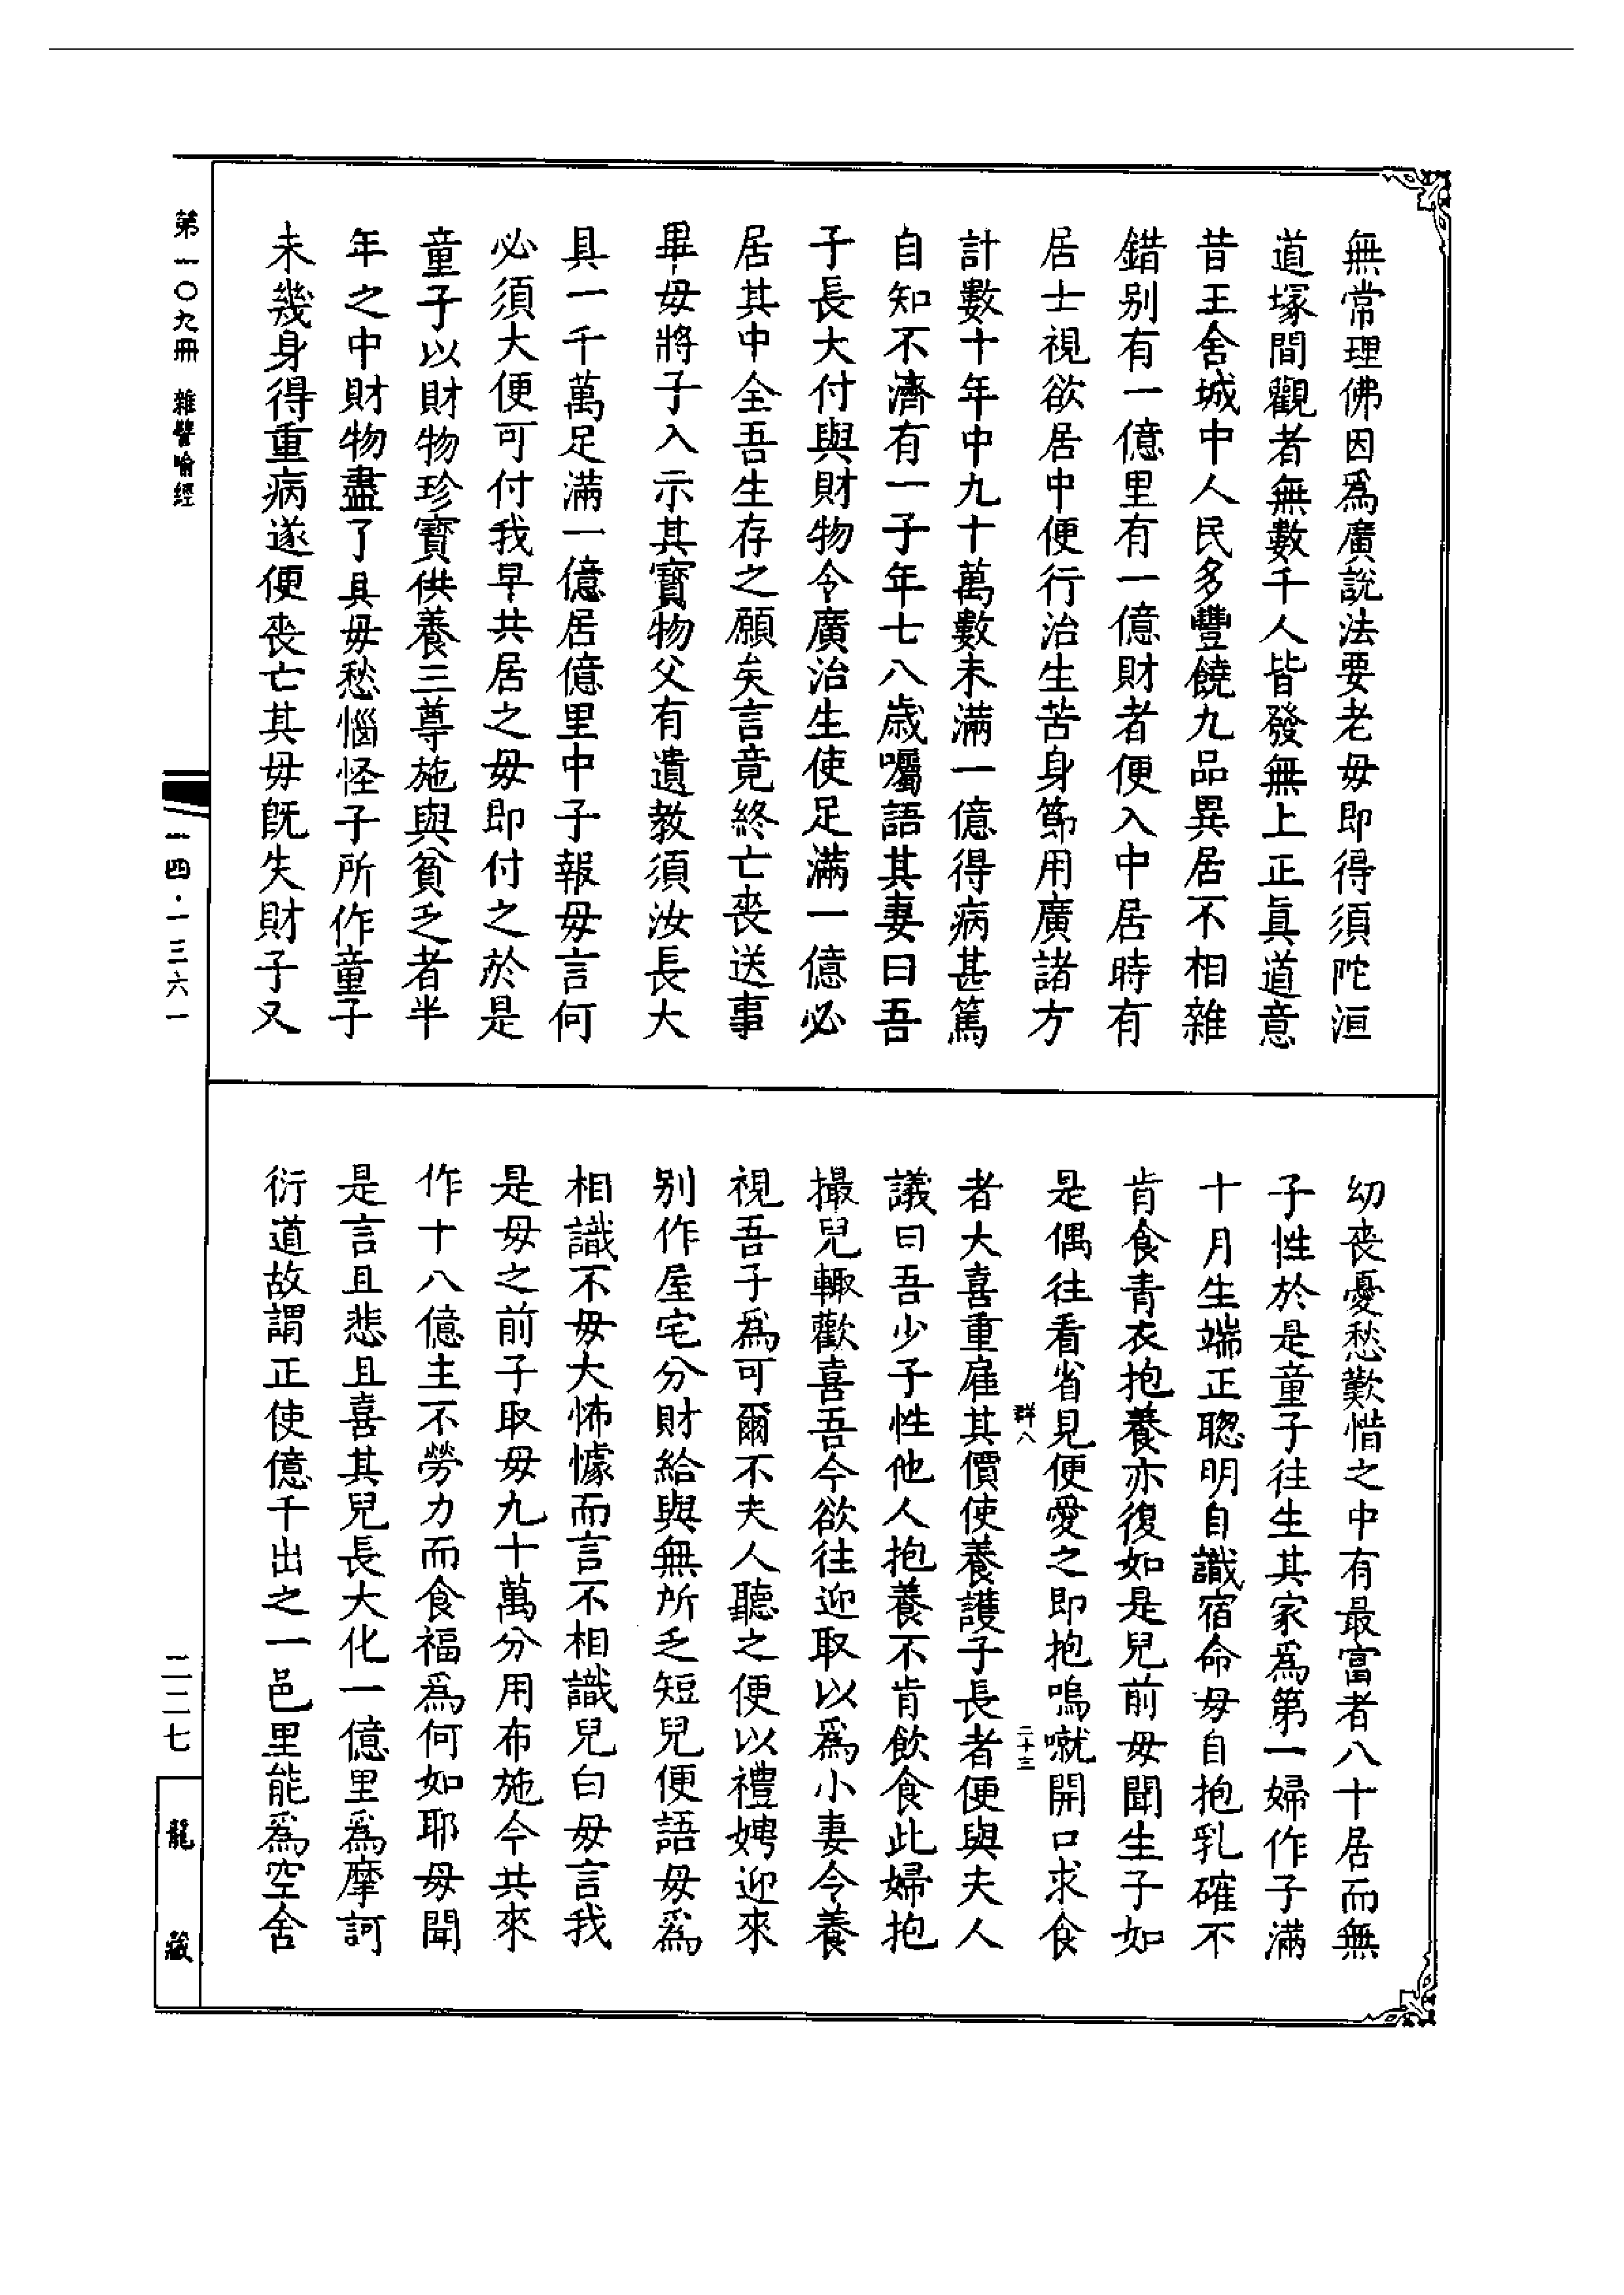 無常理佛因爲廣說法要老毋即得須陀洹
道塚間觀者無數千人皆發無上正眞道意
昔王舍城中人民多豐饒九品異居不相雜
錯别有一億里有一億財者便入中居時有
居士視欲居中便行治生苦身節用廣諸方
計數十年中九十萬數未滿一億得病甚篤
自知不濟有一子年七八歲囑語其妻曰吾
子長大付與財物令廣治生使足滿一億必
居其中全吾生存之願矣言竟終亡喪送事
畢毋將子入示其寳物父有遺教須汝長大
具一千萬足滿一億居億里中子報毋言何
必須大便可付我早共居之毋即付之於是
童子以財物珍寳供養三尊施與貧乏者半
年之中財物盡了具毋愁惱怪子所作童子
未幾身得重病遂便喪亡其毋旣失財子又
幼喪憂愁歎惜之中有最富者八十居而無
子性於是童子往生其家爲第一婦作子滿
十月生端正聰明自識宿命毋自抱乳確不
肯食青衣抱養亦復如是兒前毋聞生子如
是偶往看省見便愛之即抱嗚噈開口求食
群八 二十三
者大喜重雇其價使養護子長者便與夫人
議曰吾少子性他人抱養不肯飲食此婦抱
撮兒輙歡喜吾今欲往迎取以爲小妻令養
視吾子爲可爾不夫人聽之便以禮娉迎來
别作屋宅分財給與無所乏短兒便語毋爲
相識不毋大怖懅而言不相識兒白毋言我
是毋之前子取毋九十萬分用布施今共來
作十八億主不勞力而食福爲何如耶毋聞
是言且悲且喜其兒長大化一億里爲摩訶
衍道故謂正使億千出之一邑里能爲空舍
第一〇九冊 雜譬喻經
一四·一三六一
二二七
龍藏